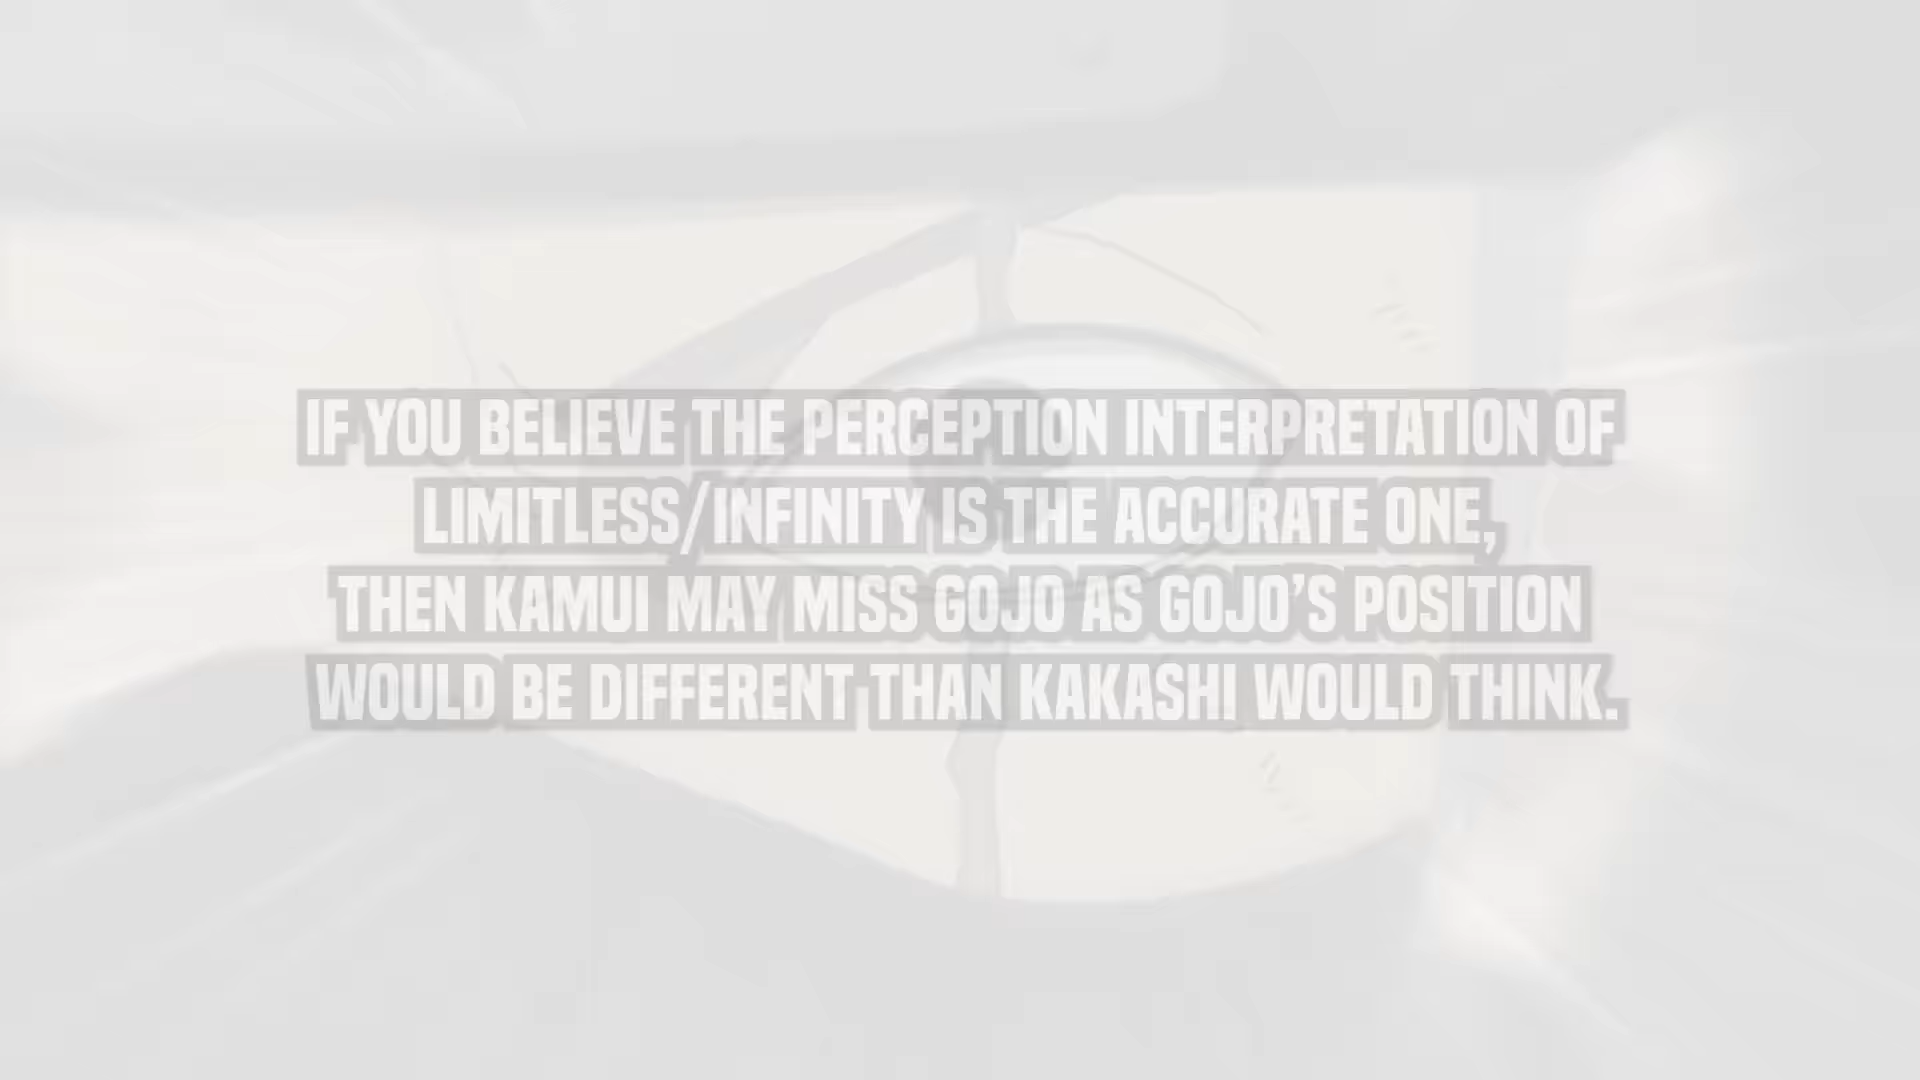 IF YOU BELIEVE THE PERCEPTION INTERPRETATION OF
LIMITLESS/INFINITY IS THE ACCURATE ONE,
THEN KAMUI MAY MISS GOJO AS GOJO'S POSITION
WOULD BE DIFFERENT THAN KAKASHI WOULD THINK.